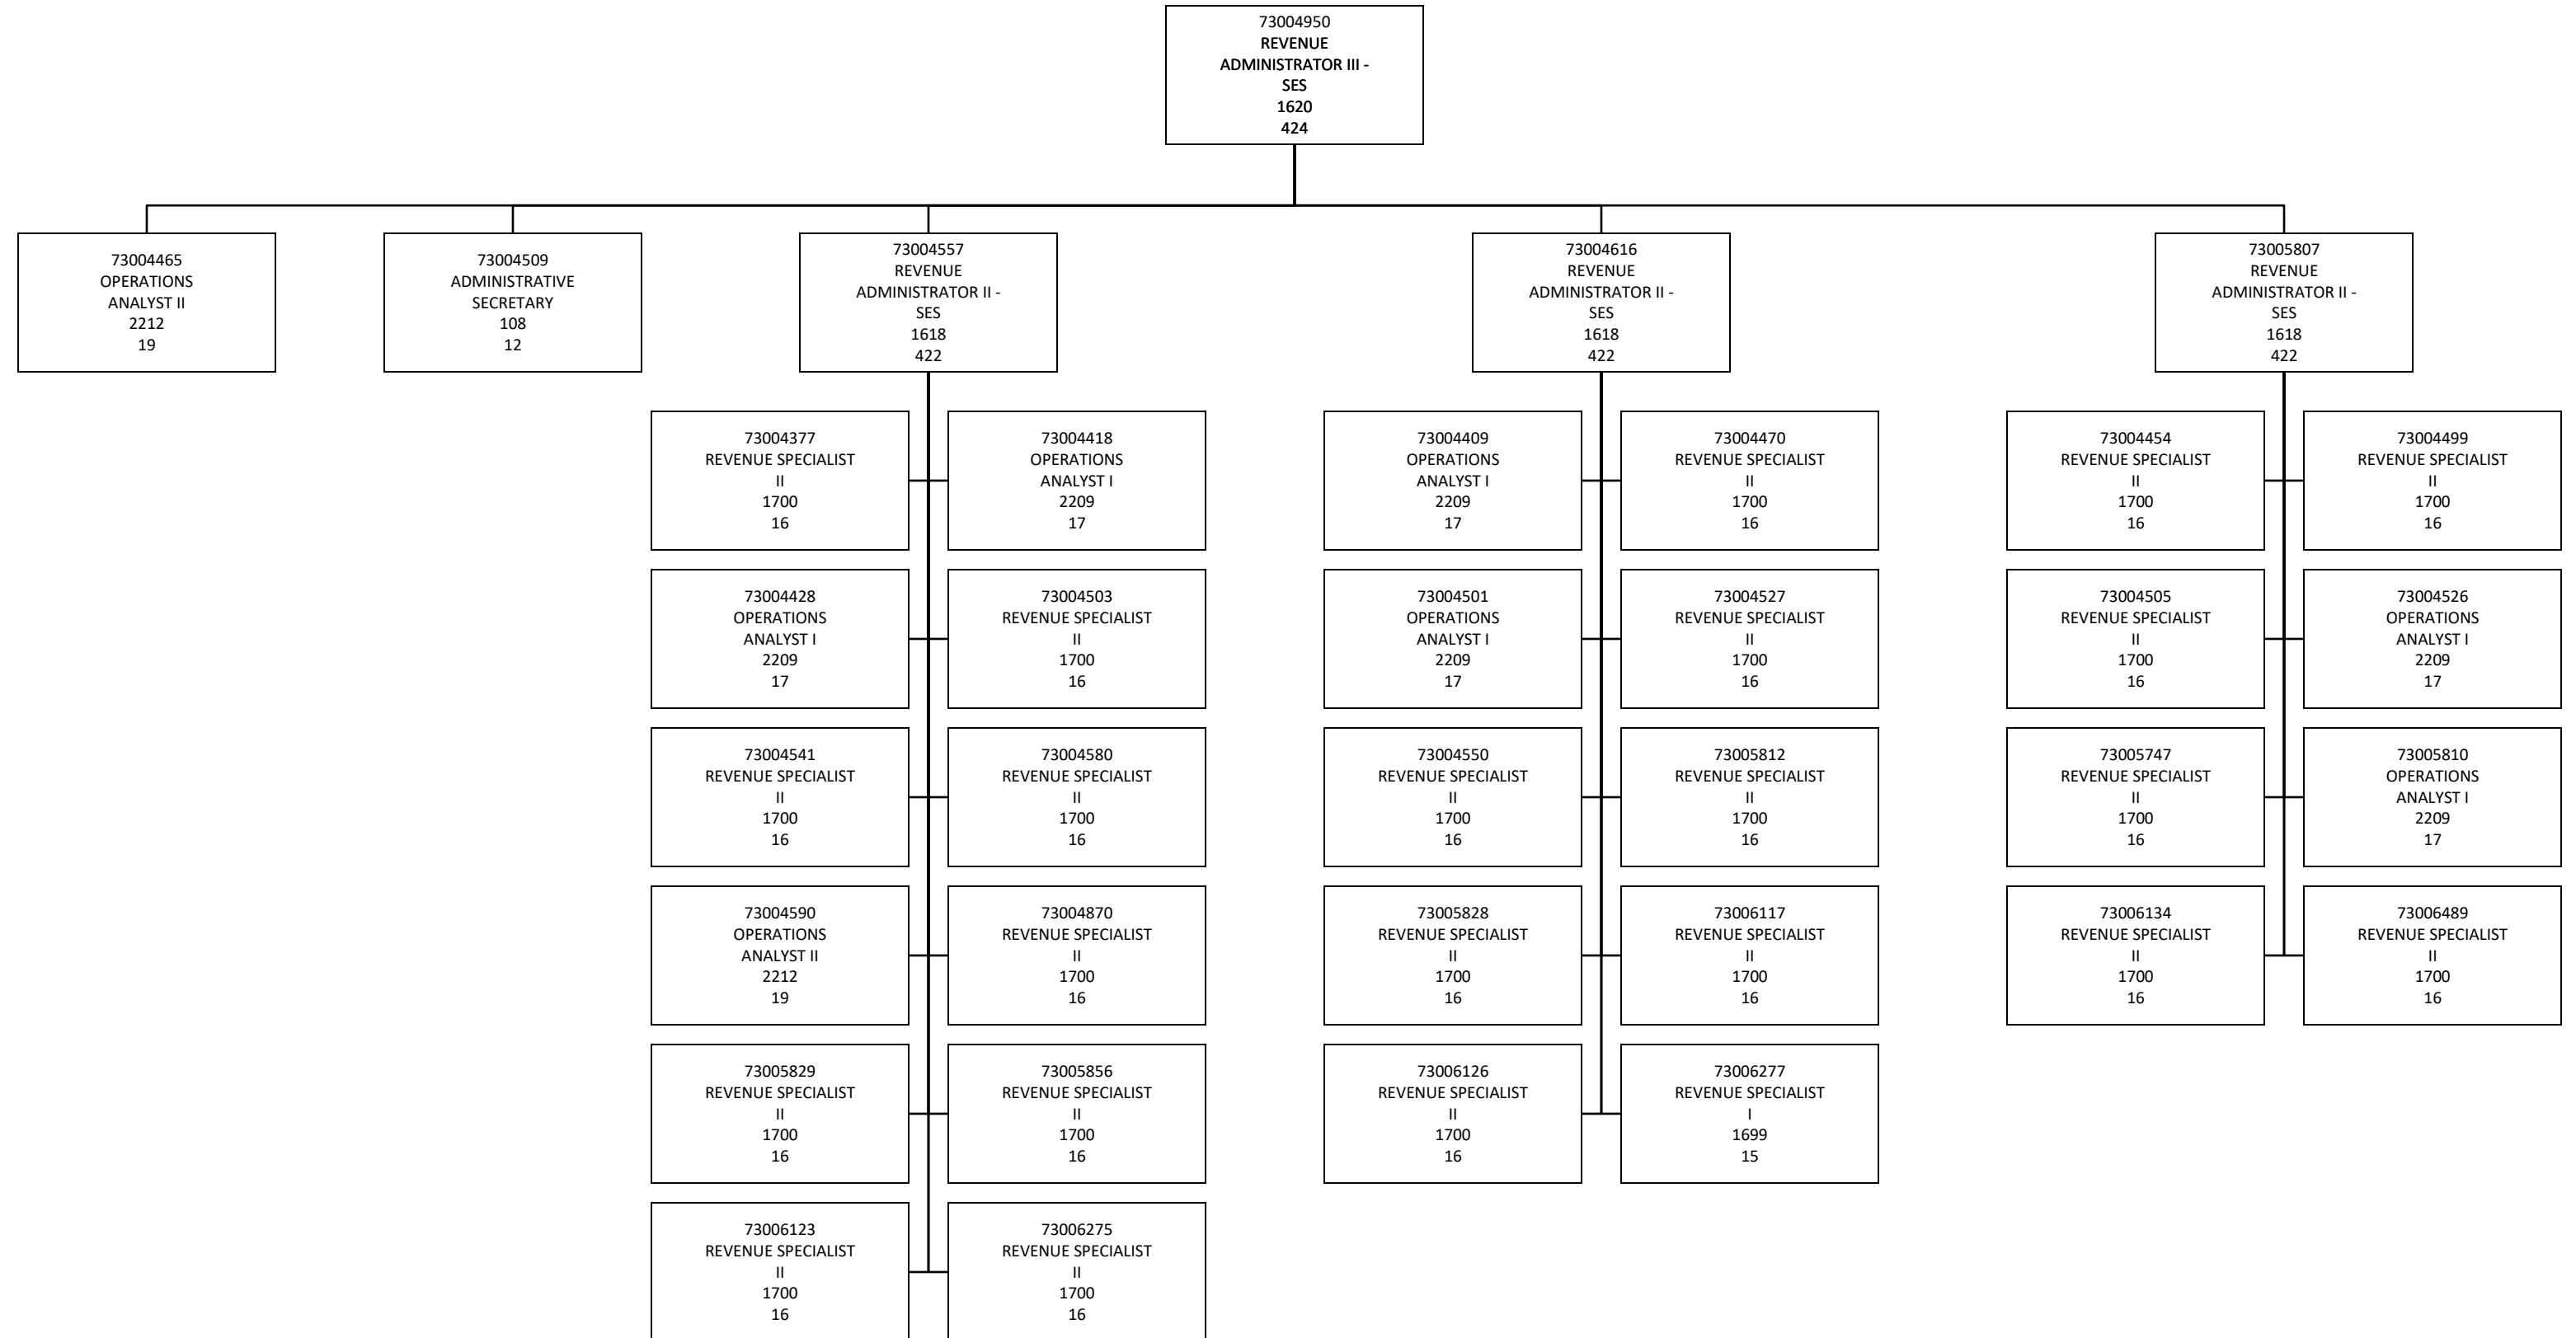 73004950
REVENUE
ADMINISTRATOR III -
SES
1620
424
73004465
OPERATIONS
ANALYST II
2212
19
73004509
ADMINISTRATIVE
SECRETARY
108
12
73004557
REVENUE
ADMINISTRATOR II -
SES
1618
422
73004616
REVENUE
ADMINISTRATOR II -
SES
1618
422
73005807
REVENUE
ADMINISTRATOR II -
SES
1618
422
73004377
REVENUE SPECIALIST
II
1700
16
73004418
OPERATIONS
ANALYST I
2209
17
73004409
OPERATIONS
ANALYST I
2209
17
73004470
REVENUE SPECIALIST
II
1700
16
73004454
REVENUE SPECIALIST
II
1700
16
73004499
REVENUE SPECIALIST
II
1700
16
73004428
OPERATIONS
ANALYST I
2209
17
73004503
REVENUE SPECIALIST
II
1700
16
73004501
OPERATIONS
ANALYST I
2209
17
73004527
REVENUE SPECIALIST
II
1700
16
73004505
REVENUE SPECIALIST
II
1700
16
73004526
OPERATIONS
ANALYST I
2209
17
73004541
REVENUE SPECIALIST
II
1700
16
73004580
REVENUE SPECIALIST
II
1700
16
73004550
REVENUE SPECIALIST
II
1700
16
73005812
REVENUE SPECIALIST
II
1700
16
73005747
REVENUE SPECIALIST
II
1700
16
73005810
OPERATIONS
ANALYST I
2209
17
73004590
OPERATIONS
ANALYST II
2212
19
73004870
REVENUE SPECIALIST
II
1700
16
73005828
REVENUE SPECIALIST
II
1700
16
73006117
REVENUE SPECIALIST
II
1700
16
73006134
REVENUE SPECIALIST
II
1700
16
73006489
REVENUE SPECIALIST
II
1700
16
73005829
REVENUE SPECIALIST
II
1700
16
73005856
REVENUE SPECIALIST
II
1700
16
73006126
REVENUE SPECIALIST
II
1700
16
73006277
REVENUE SPECIALIST
I
1699
15
73006123
REVENUE SPECIALIST
II
1700
16
73006275
REVENUE SPECIALIST
II
1700
16